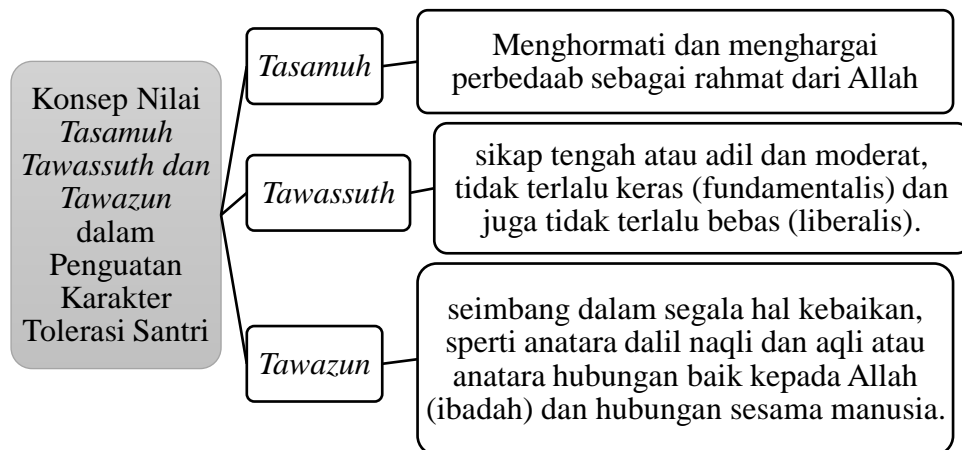 Konsep Nilai
Tasamuh
Tawassuth dan
Tawazun
dalam
Penguatan
Karakter
Tolerasi Santri
Tasamuh
Menghormati dan menghargai
perbedaab sebagai rahmat dari Allah
Tawassuth
sikap tengah atau adil dan moderat,
tidak terlalu keras (fundamentalis) dan
juga tidak terlalu bebas (liberalis).
Tawazun
seimbang dalam segala hal kebaikan,
sperti anatara dalil naqli dan aqli atau
anatara hubungan baik kepada Allah
(ibadah) dan hubungan sesama manusia.